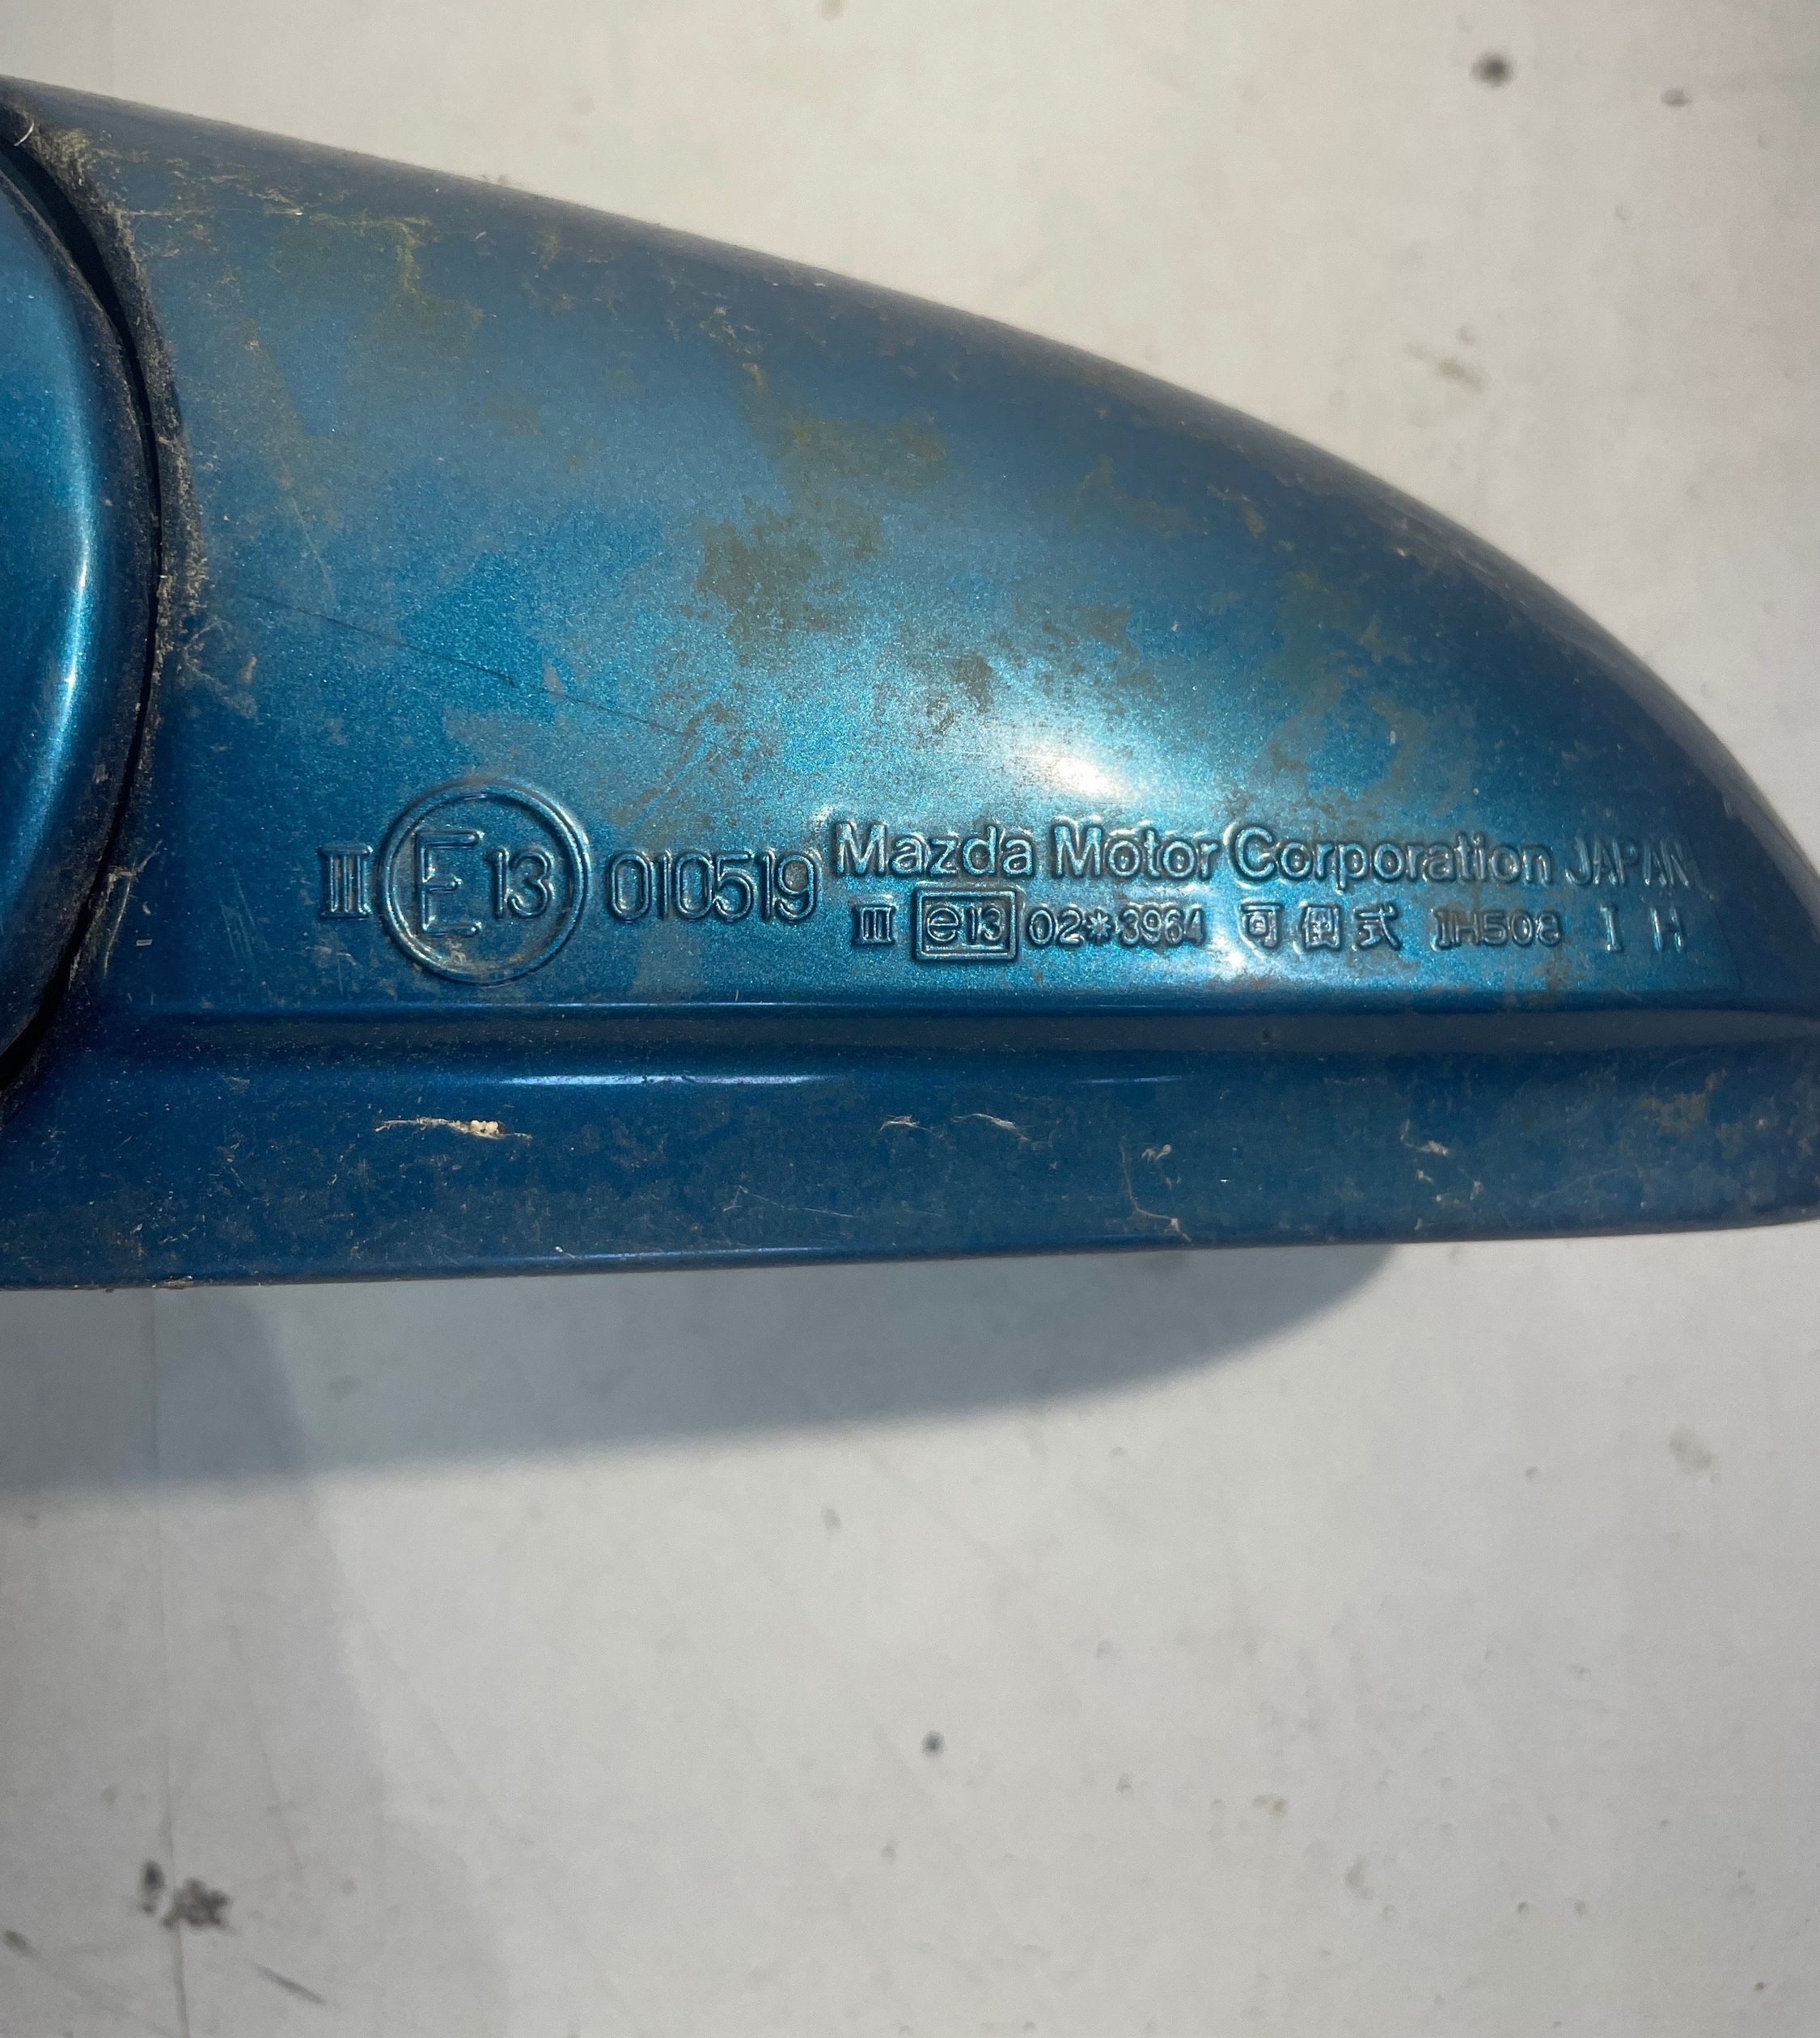 III E13 010519 Mazda Motor Corporation JAPAN
III e13 02*3964 可倒式 IH508 I H